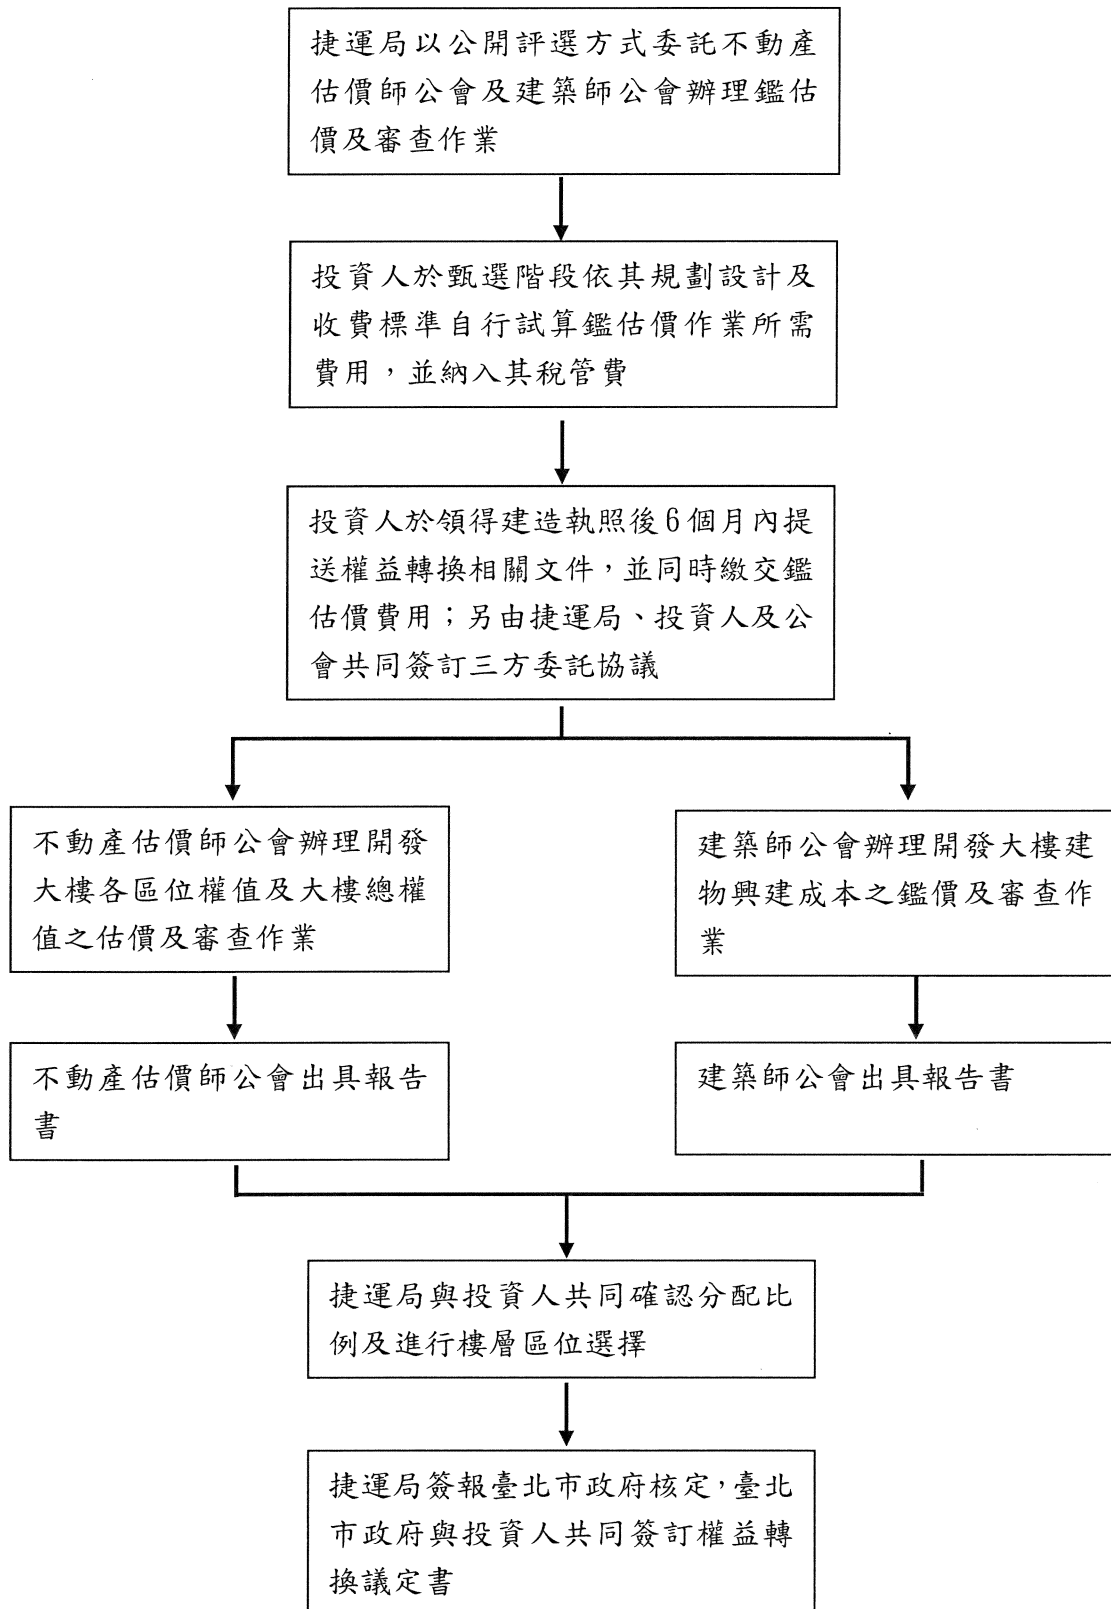 捷運局以公開評選方式委託不動產
估價師公會及建築師公會辦理鑑估
價及審查作業
投資人於甄選階段依其規劃設計及
收費標準自行試算鑑估價作業所需
費用，並納入其稅管費
投資人於領得建造執照後6個月內提
送權益轉換相關文件，並同時繳交鑑
估價費用；另由捷運局、投資人及公
會共同簽訂三方委託協議
不動產估價師公會辦理開發
大樓各區位權值及大樓總權
值之估價及審查作業
建築師公會辦理開發大樓建
物興建成本之鑑價及審查作
業
不動產估價師公會出具報告
書
建築師公會出具報告書
捷運局與投資人共同確認分配比
例及進行樓層區位選擇
捷運局簽報臺北市政府核定，臺北
市政府與投資人共同簽訂權益轉
換議定書